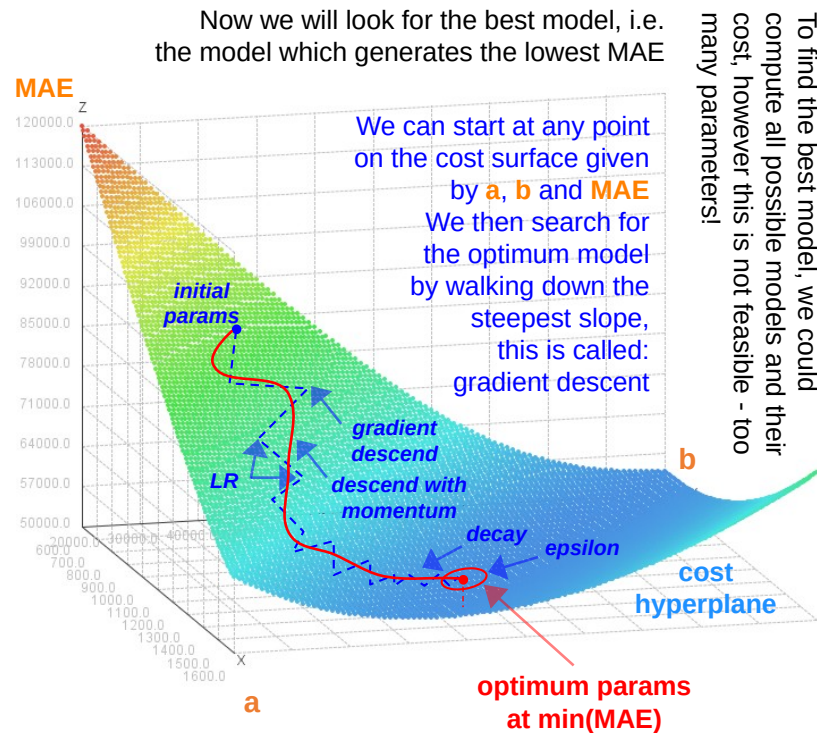 Now we will look for the best model, i.e.
the model which generates the lowest MAE
To find the best model, we could
compute all possible models and their
cost, however this is not feasible - too
many parameters!
MAE
Z
120000.0
113000.0
106000.0
99000.0
92000.0
85000.0
78000.0
71000.0
64000.0
57000.0
50000.0
We can start at any point
on the cost surface given
by a, b and MAE
We then search for
the optimum model
by walking down the
steepest slope,
this is called:
gradient descent
initial
params
gradient
descend
LR
descend with
momentum
decay
epsilon
b
cost
hyperplane
20000.0
30000.0
600.0
700.0
800.0
900.0
1000.0
1100.0
1200.0
1300.0
1400.0
1500.0
1600.0
X
a
optimum params
at min(MAE)